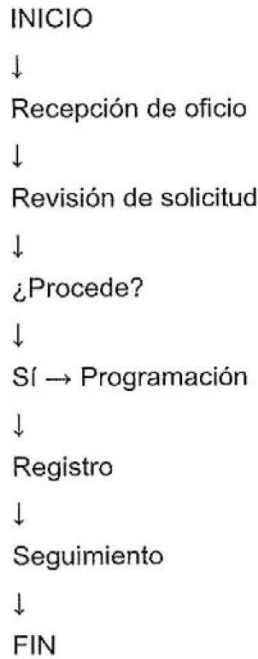 INICIO
↓
Recepción de oficio
↓
Revisión de solicitud
↓
¿Procede?
↓
Sí → Programación
↓
Registro
↓
Seguimiento
↓
FIN